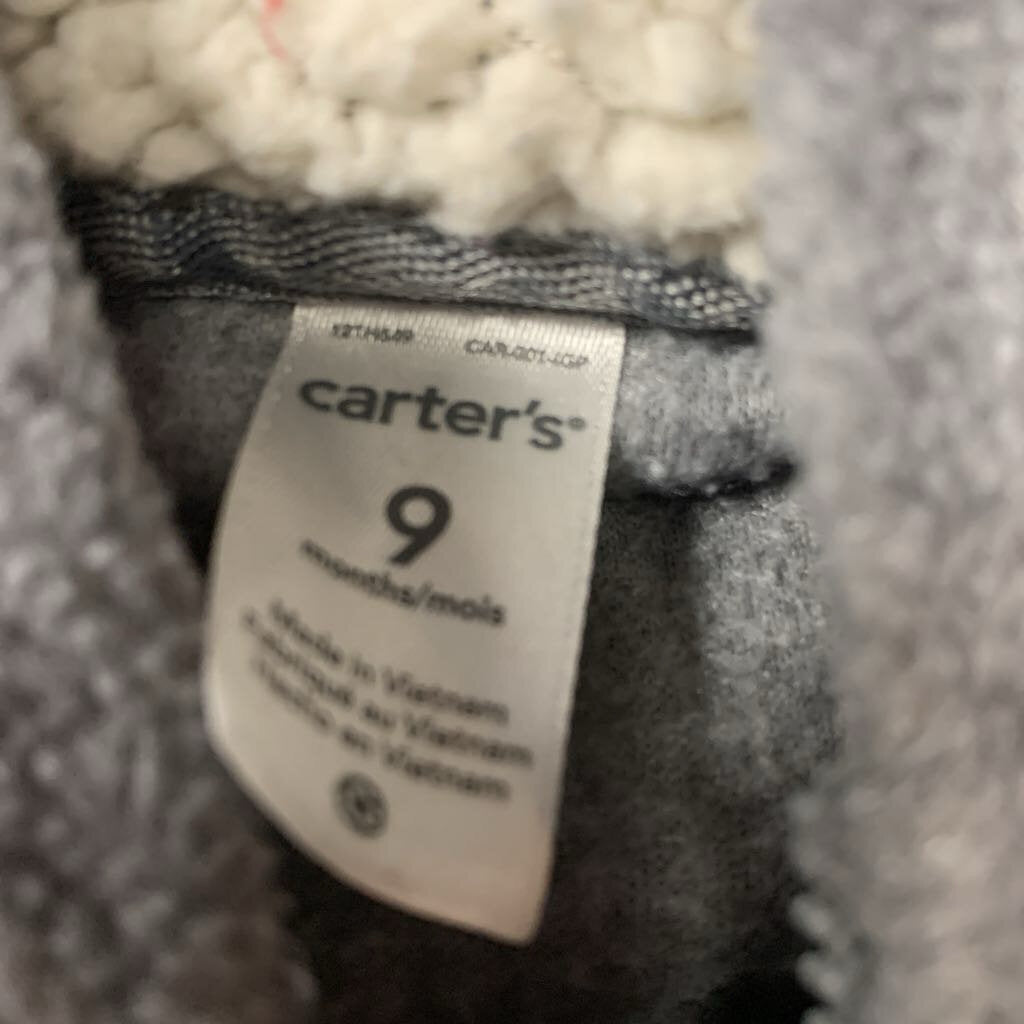 carter's®
9
months/mois
Made in Vietnam
Fabriqué au Vietnam
Hecho en Vietnam